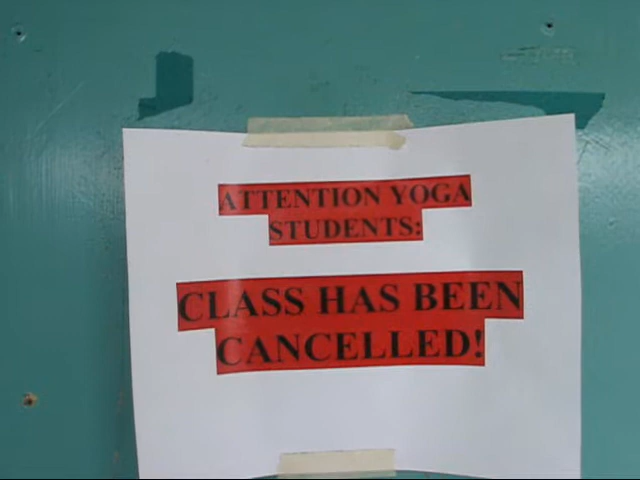 ATTENTION YOGA
STUDENTS:
CLASS HAS BEEN
CANCELLED!